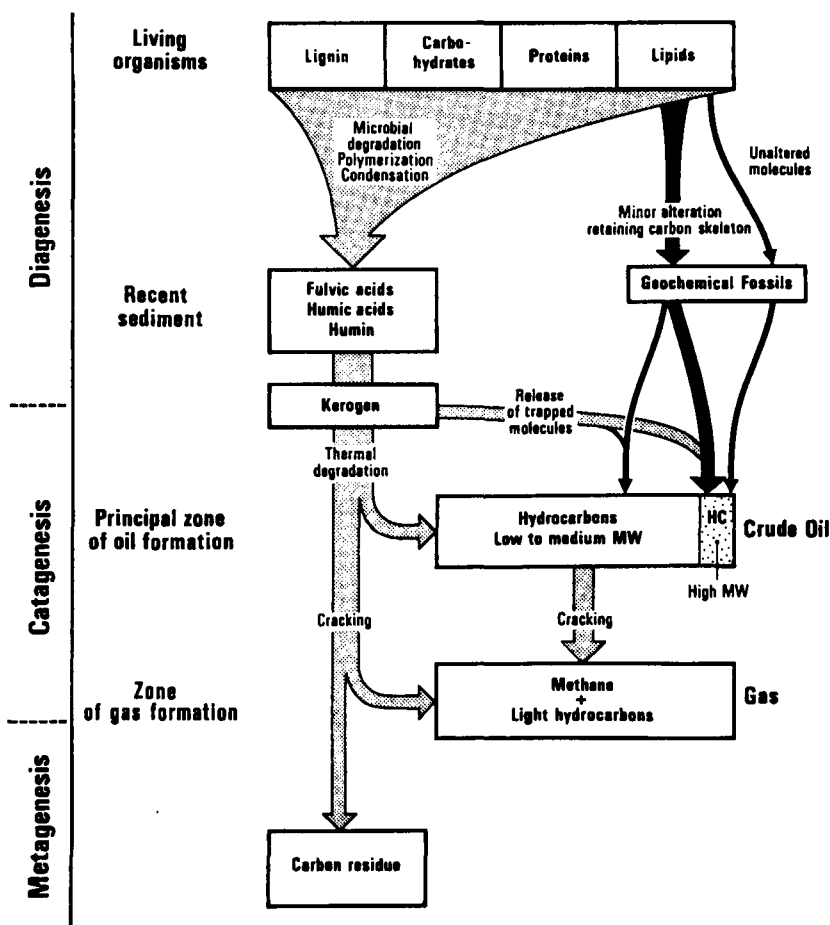 Living
organisms
Lignin
Carbo-
hydrates
Proteins
Lipids
Microbial
degradation
Polymerization
Condensation
Unaltered
molecules
Minor alteration
retaining carbon skeleton
Diagenesis
Recent
sediment
Fulvic acids
Humic acids
Humin
Geochemical Fossils
Kerogen
Release
of trapped
molecules
Thermal
degradation
Catagenesis
Principal zone
of oil formation
Hydrocarbons
Low to medium MW
HC
Crude Oil
High MW
Cracking
Cracking
Zone
of gas formation
Methane
+
Light hydrocarbons
Gas
Metagenesis
Carbon residue